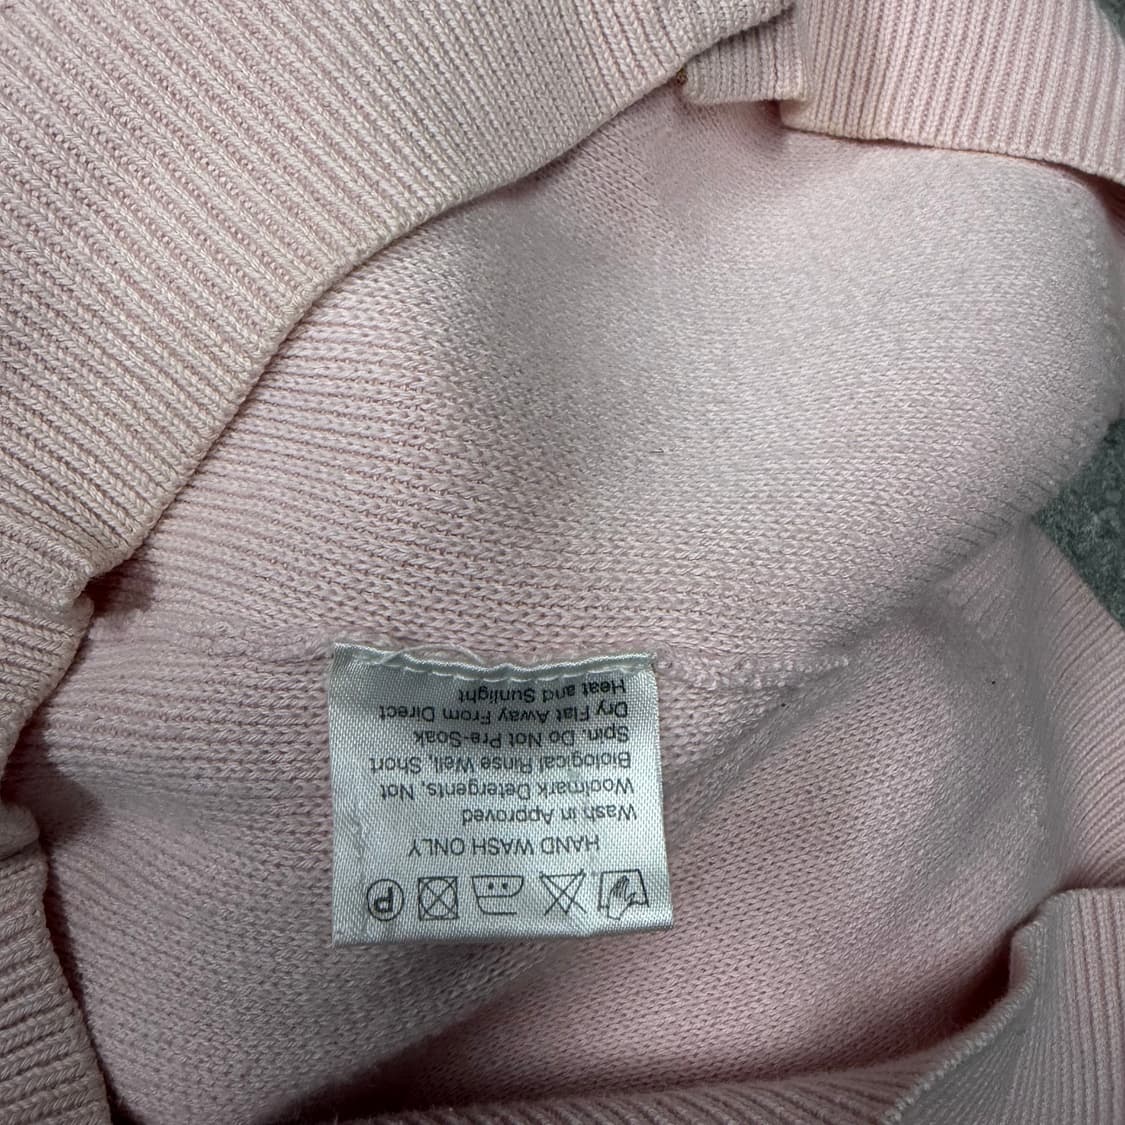 HAND WASH ONLY
Wash in Approved
Woolmark Detergents, Not
Biological Rinse Well, Short
Spin. Do Not Pre-Soak
Dry Flat Away From Direct
Heat and Sunlight
P